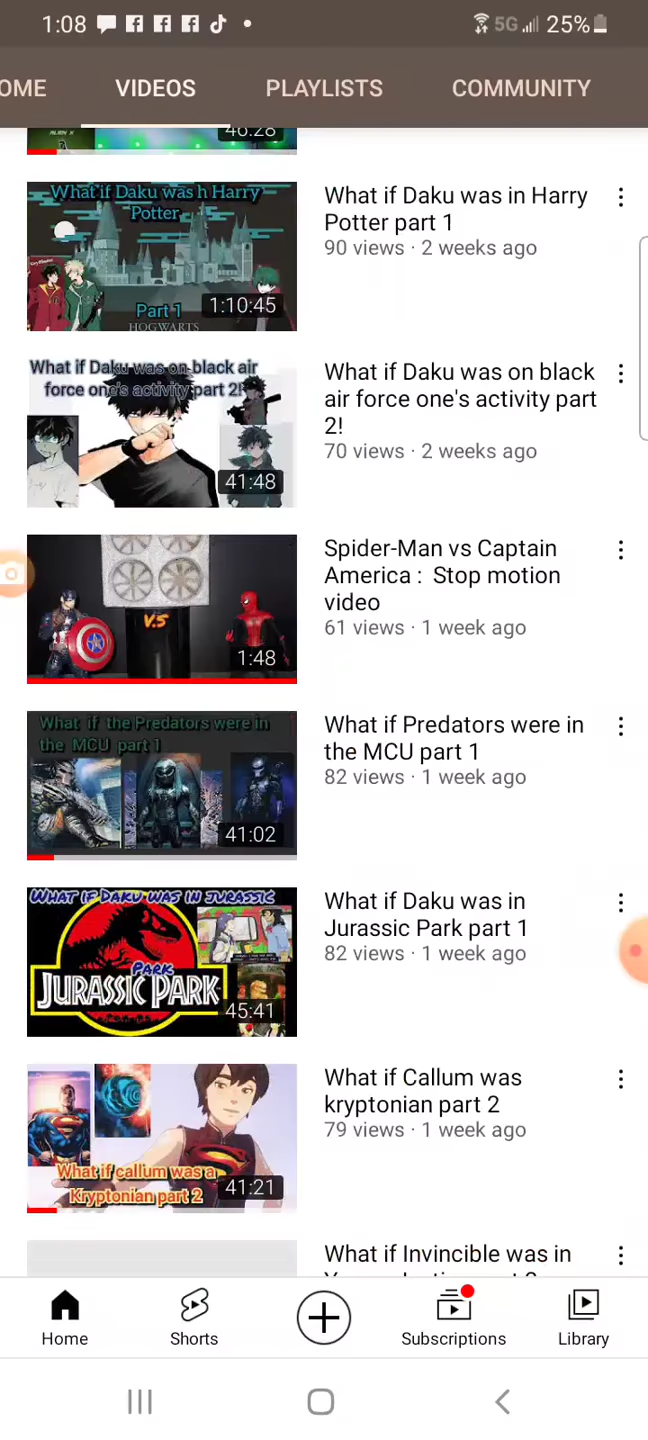 1:08
5G 25%
OME VIDEOS PLAYLISTS COMMUNITY
46:28
What if Daku was h Harry
Potter
Part 1
HOGWARTS
1:10:45
What if Daku was in Harry
Potter part 1
90 views · 2 weeks ago
What if Daku was on black air
force one's activity part 2!
41:48
What if Daku was on black
air force one's activity part
2!
70 views · 2 weeks ago
V.S
1:48
Spider-Man vs Captain
America : Stop motion
video
61 views · 1 week ago
What if the Predators were in
the MCU part 1
41:02
What if Predators were in
the MCU part 1
82 views · 1 week ago
WHAT IF DAKU WAS IN JURASSIC
PARK
JURASSIC PARK
45:41
What if Daku was in
Jurassic Park part 1
82 views · 1 week ago
What if callum was a
Kryptonian part 2
41:21
What if Callum was
kryptonian part 2
79 views · 1 week ago
What if Invincible was in
Home Shorts Subscriptions Library